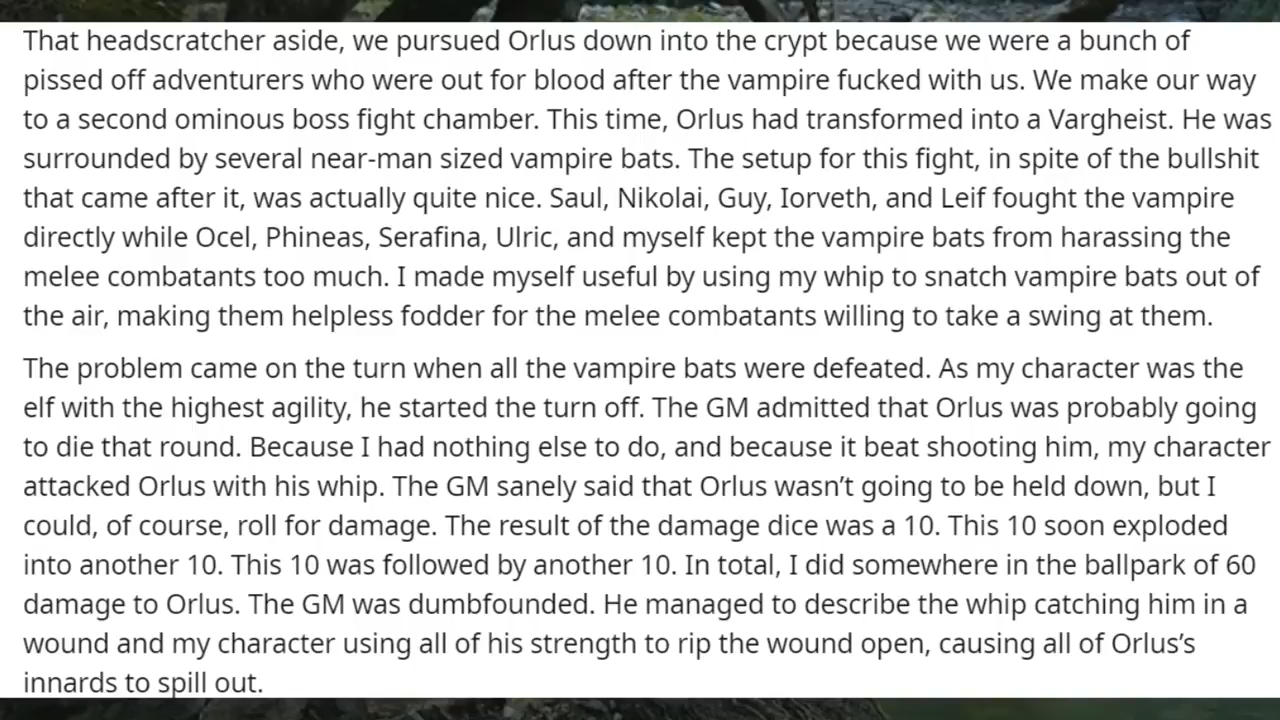 That headscratcher aside, we pursued Orlus down into the crypt because we were a bunch of
pissed off adventurers who were out for blood after the vampire fucked with us. We make our way
to a second ominous boss fight chamber. This time, Orlus had transformed into a Vargheist. He was
surrounded by several near-man sized vampire bats. The setup for this fight, in spite of the bullshit
that came after it, was actually quite nice. Saul, Nikolai, Guy, Iorveth, and Leif fought the vampire
directly while Ocel, Phineas, Serafina, Ulric, and myself kept the vampire bats from harassing the
melee combatants too much. I made myself useful by using my whip to snatch vampire bats out of
the air, making them helpless fodder for the melee combatants willing to take a swing at them.
The problem came on the turn when all the vampire bats were defeated. As my character was the
elf with the highest agility, he started the turn off. The GM admitted that Orlus was probably going
to die that round. Because I had nothing else to do, and because it beat shooting him, my character
attacked Orlus with his whip. The GM sanely said that Orlus wasn’t going to be held down, but I
could, of course, roll for damage. The result of the damage dice was a 10. This 10 soon exploded
into another 10. This 10 was followed by another 10. In total, I did somewhere in the ballpark of 60
damage to Orlus. The GM was dumbfounded. He managed to describe the whip catching him in a
wound and my character using all of his strength to rip the wound open, causing all of Orlus’s
innards to spill out.